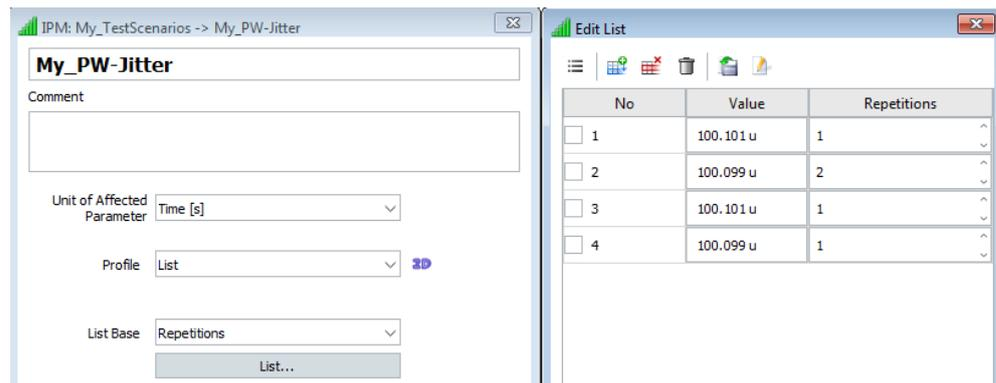 IPM: My_TestScenarios -> My_PW-Jitter
My_PW-Jitter
Comment
Unit of Affected
Parameter
Time [s]
Profile
List
2D
List Base
Repetitions
List...
Edit List
No Value Repetitions
1 100.101 u 1
2 100.099 u 2
3 100.101 u 1
4 100.099 u 1